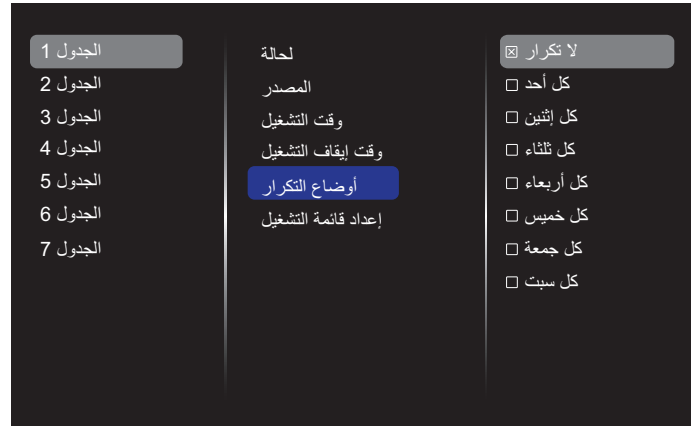 الجدول 1
الجدول 2
الجدول 3
الجدول 4
الجدول 5
الجدول 6
الجدول 7
لحالة
المصدر
وقت التشغيل
وقت إيقاف التشغيل
أوضاع التكرار
إعداد قائمة التشغيل
لا تكرار
كل أحد
كل إثنين
كل ثلثاء
كل أربعاء
كل خميس
كل جمعة
كل سبت